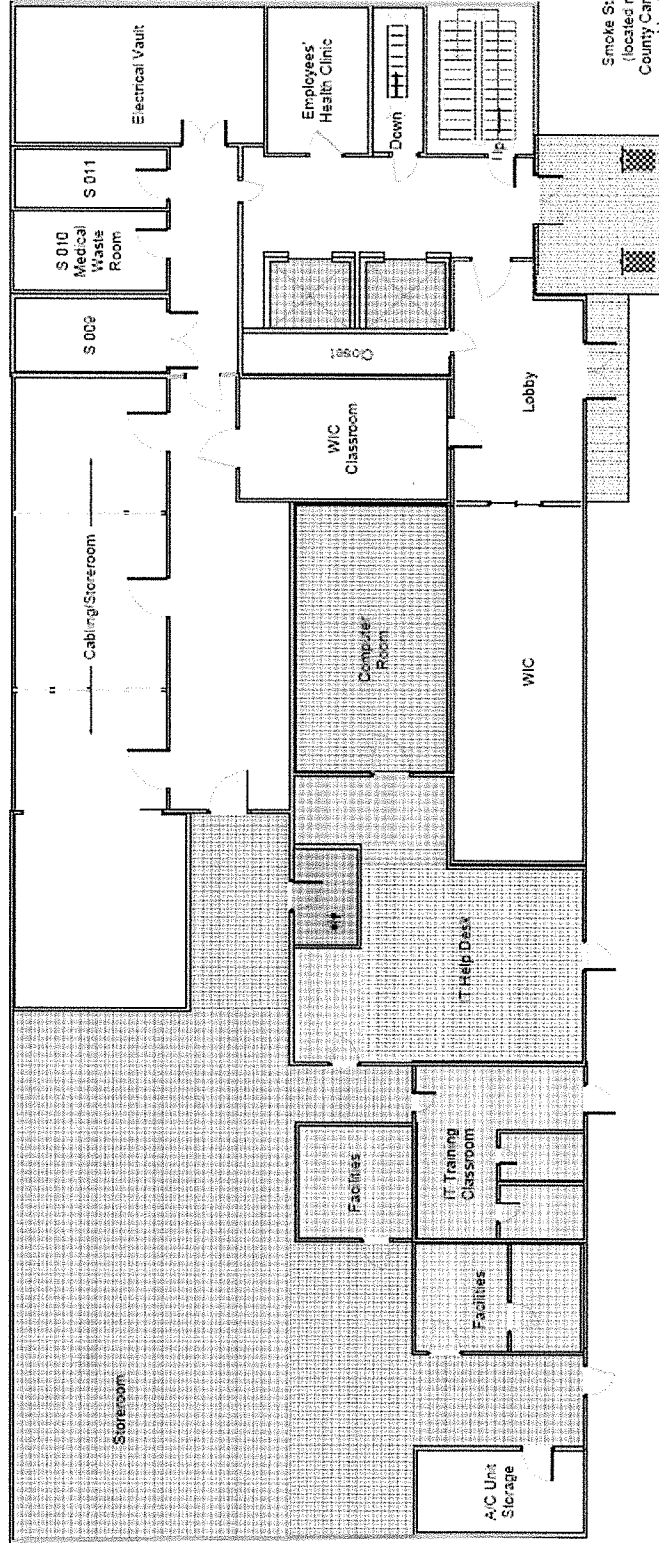 Electrical Vault
Employees'
Health Clinic
Down
Up
Smoke
(located
County
S 011
S 010
Medical
Waste
Room
S 009
Closet
Lobby
WIC
Classroom
Cabling/Storeroom
Computer
Room
WIC
IT Help Desk
IT Training
Classroom
Facilities
Facilities
Storeroom
A/C Unit
Storage